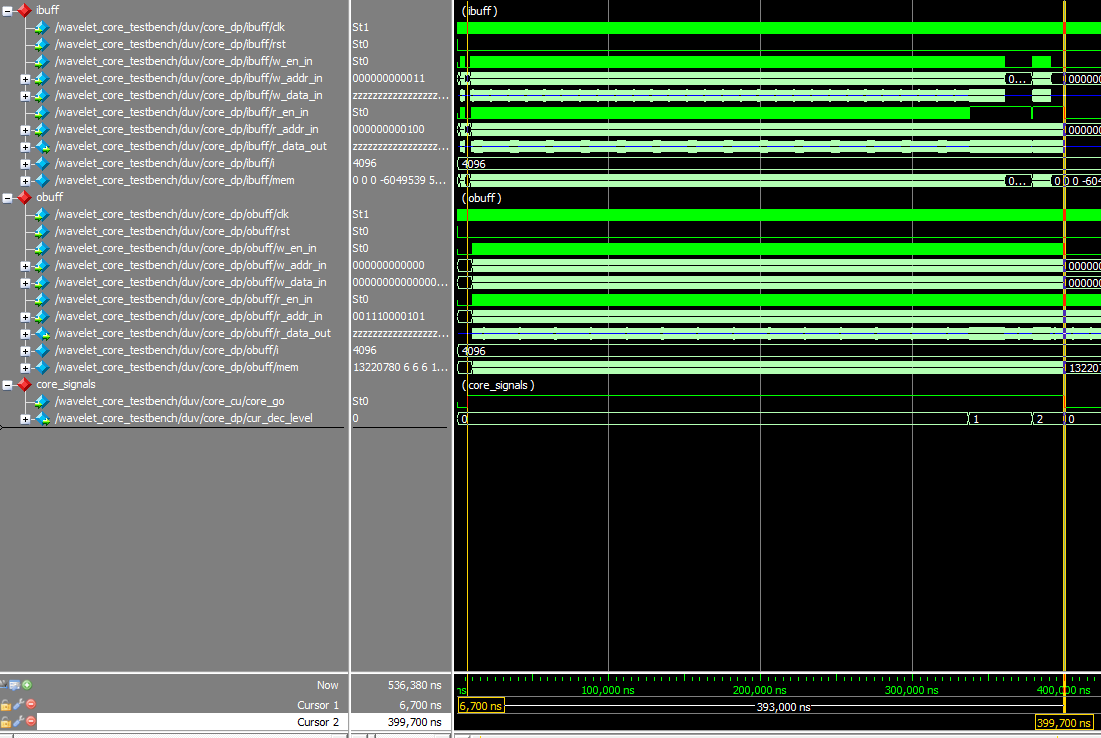 ibuff (ibuff)
/wavelet_core_testbench/duv/core_dp/ibuff/clk St1
/wavelet_core_testbench/duv/core_dp/ibuff/rst St0
/wavelet_core_testbench/duv/core_dp/ibuff/w_en_in St0
/wavelet_core_testbench/duv/core_dp/ibuff/w_addr_in 000000000011 0... 000000
/wavelet_core_testbench/duv/core_dp/ibuff/w_data_in zzzzzzzzzzzzzzzzz...
/wavelet_core_testbench/duv/core_dp/ibuff/r_en_in St0
/wavelet_core_testbench/duv/core_dp/ibuff/r_addr_in 000000000100 000000
/wavelet_core_testbench/duv/core_dp/ibuff/r_data_out zzzzzzzzzzzzzzzzz...
/wavelet_core_testbench/duv/core_dp/ibuff/i 4096 4096
/wavelet_core_testbench/duv/core_dp/ibuff/mem 0 0 0 -6049539 5... 0... 0 0 0 -604
obuff (obuff)
/wavelet_core_testbench/duv/core_dp/obuff/clk St1
/wavelet_core_testbench/duv/core_dp/obuff/rst St0
/wavelet_core_testbench/duv/core_dp/obuff/w_en_in St0
/wavelet_core_testbench/duv/core_dp/obuff/w_addr_in 000000000000 000000
/wavelet_core_testbench/duv/core_dp/obuff/w_data_in 00000000000000... 000000
/wavelet_core_testbench/duv/core_dp/obuff/r_en_in St0
/wavelet_core_testbench/duv/core_dp/obuff/r_addr_in 001110000101
/wavelet_core_testbench/duv/core_dp/obuff/r_data_out zzzzzzzzzzzzzzzzz...
/wavelet_core_testbench/duv/core_dp/obuff/i 4096 4096
/wavelet_core_testbench/duv/core_dp/obuff/mem 13220780 6 6 6 1... 132207
core_signals (core_signals)
/wavelet_core_testbench/duv/core_cu/core_go St0
/wavelet_core_testbench/duv/core_dp/cur_dec_level 0 0 1 2 0
Now 536,380 ns ns 100,000 ns 200,000 ns 300,000 ns 400,000 ns
Cursor 1 6,700 ns 6,700 ns 393,000 ns
Cursor 2 399,700 ns 399,700 ns